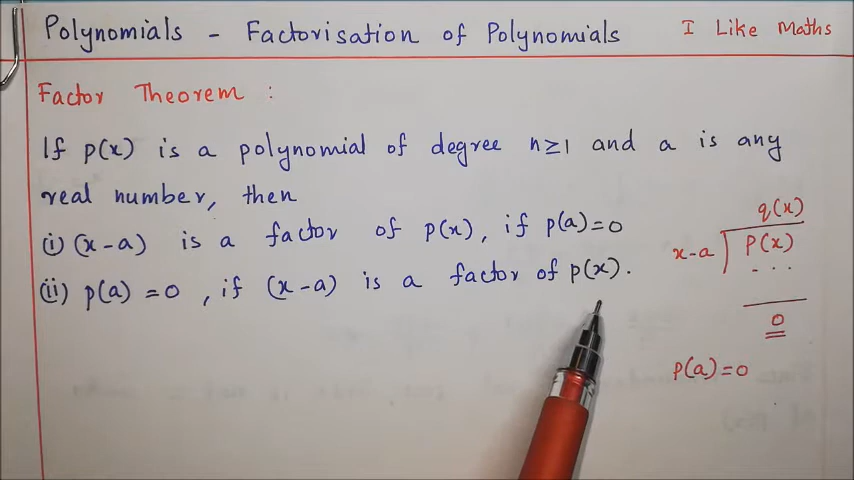 Polynomials - Factorisation of Polynomials
I Like Maths
Factor Theorem :
If p(x) is a polynomial of degree n≥1 and a is any
real number, then
(i) (x-a) is a factor of p(x), if p(a)=0
(ii) p(a) = 0, if (x-a) is a factor of p(x).
q(x)
x-a P(x)
...
0
p(a)=0